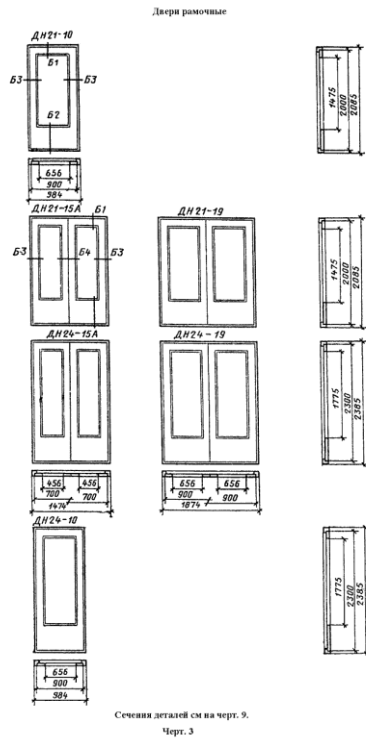 Двери рамочные
ДН21-10
Б1
Б3 Б3
Б2
656
900
984
1475
2000
2085
ДН21-15А
Б1
Б3 Б4 Б3
ДН21-19
1475
2000
2085
ДН24-15А
ДН24-19
1775
2300
2385
456 456
700 700
1474
656 656
900 900
1874
ДН24-10
1775
2300
2385
656
900
984
Сечения деталей см на черт. 9.
Черт. 3